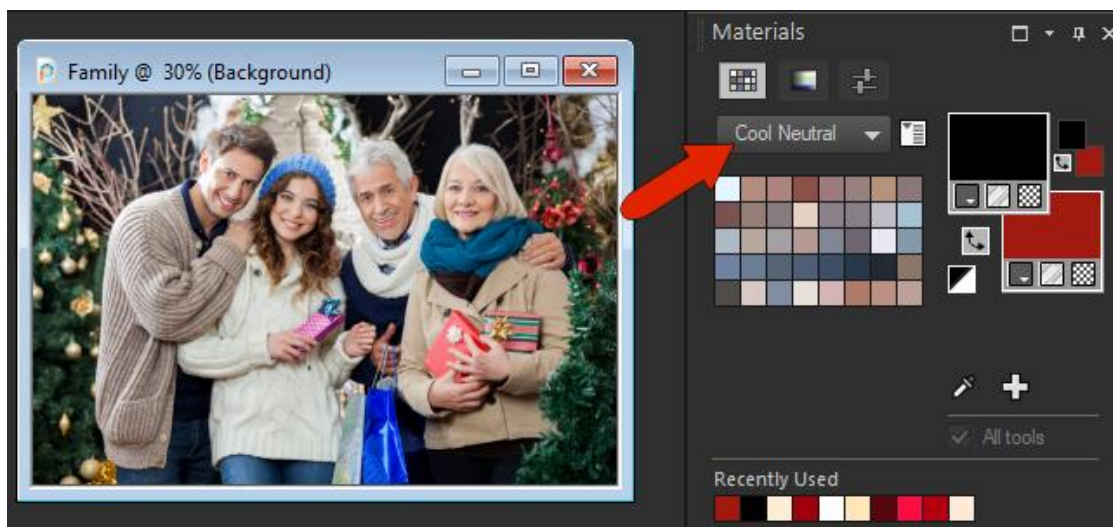 Materials
Family @ 30% (Background)
Cool Neutral
All tools
Recently Used